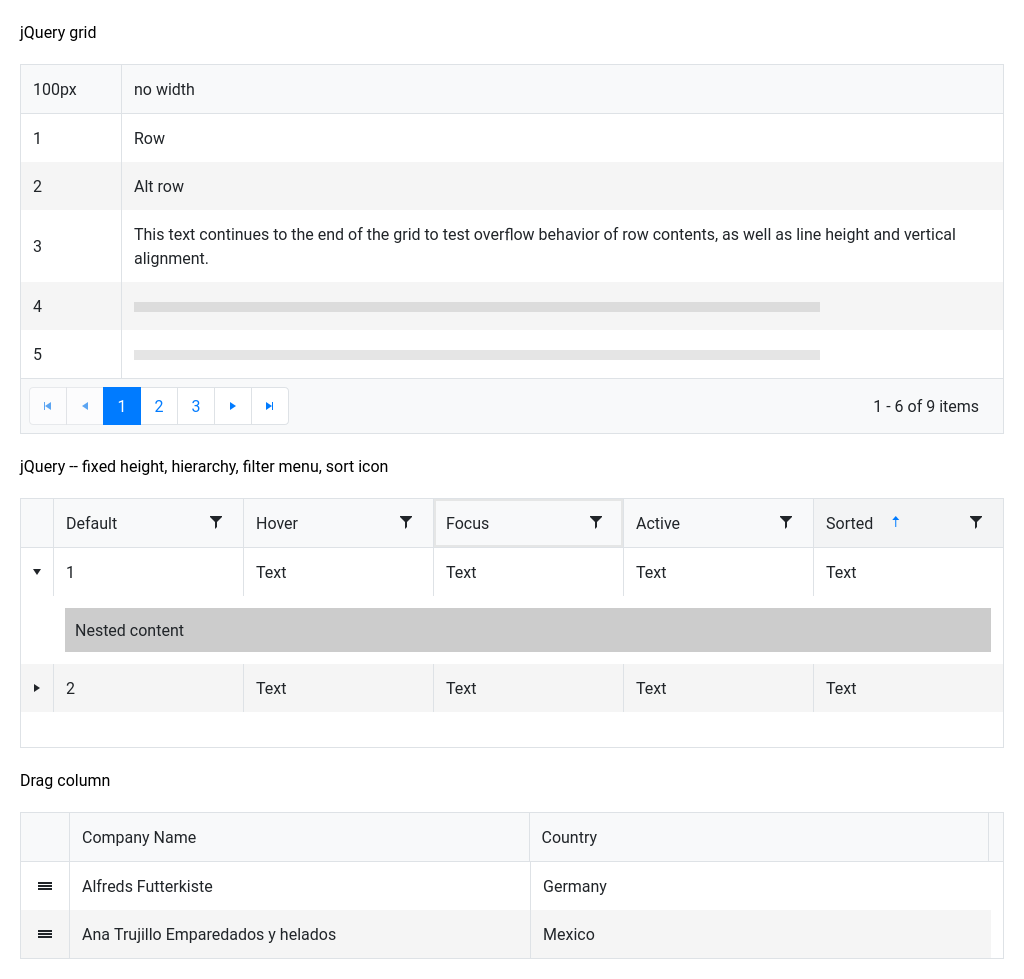 jQuery grid
100px no width
1 Row
2 Alt row
3 This text continues to the end of the grid to test overflow behavior of row contents, as well as line height and vertical
alignment.
4
5
1 2 3 1 - 6 of 9 items
jQuery -- fixed height, hierarchy, filter menu, sort icon
Default Hover Focus Active Sorted
1 Text Text Text Text
Nested content
2 Text Text Text Text
Drag column
Company Name Country
Alfreds Futterkiste Germany
Ana Trujillo Emparedados y helados Mexico